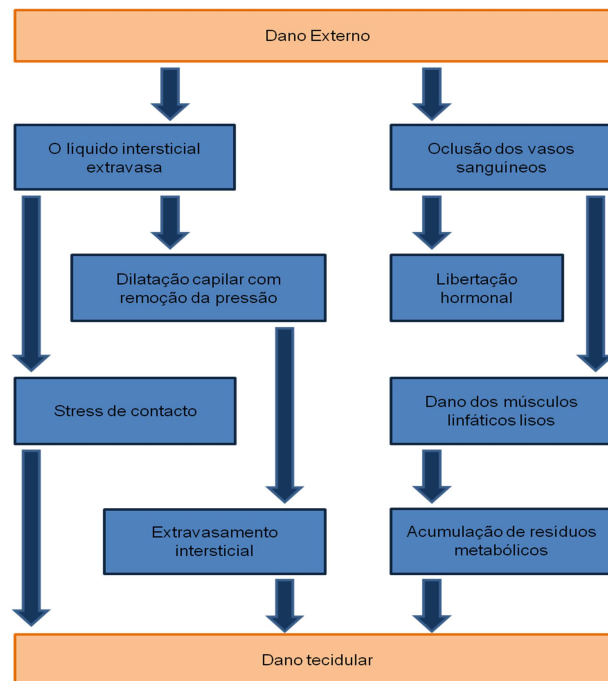 Dano Externo
O liquido intersticial
extravasa
Oclusão dos vasos
sanguíneos
Dilatação capilar com
remoção da pressão
Libertação
hormonal
Stress de contacto
Dano dos músculos
linfáticos lisos
Extravasamento
intersticial
Acumulação de residuos
metabólicos
Dano tecidular